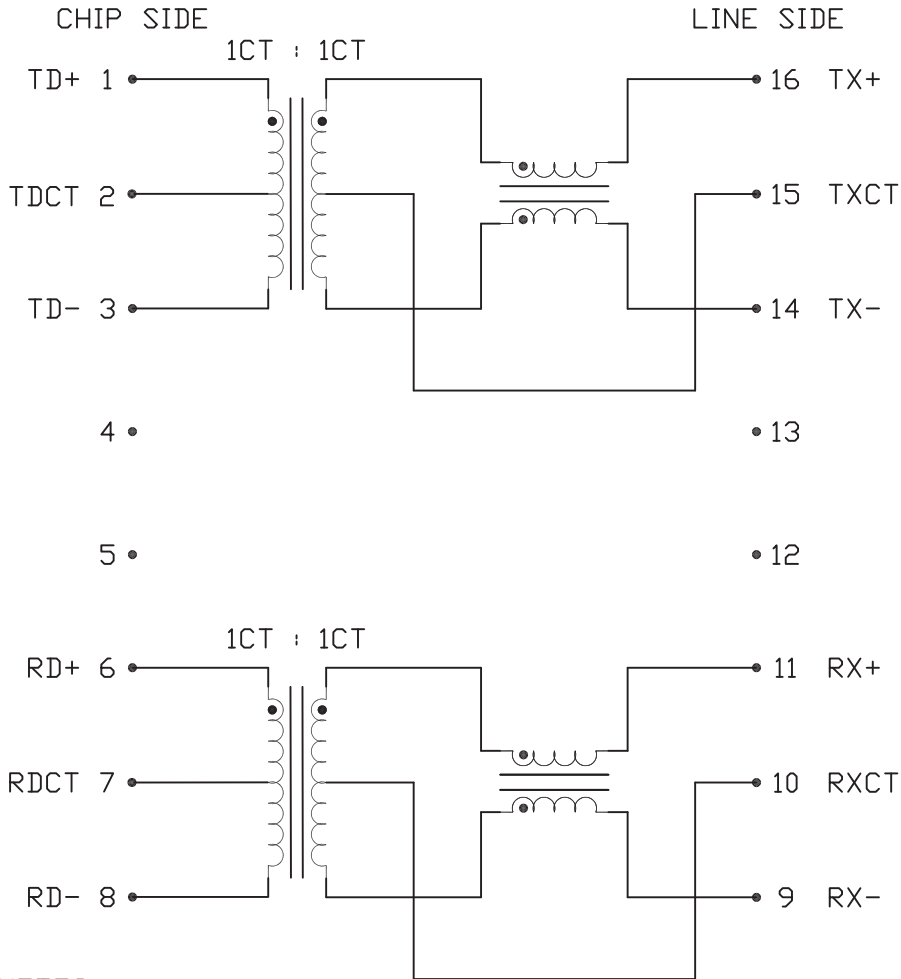 CHIP SIDE LINE SIDE
1CT : 1CT
TD+ 1 16 TX+
TDCT 2 15 TXCT
TD- 3 14 TX-
4 13
5 12
1CT : 1CT
RD+ 6 11 RX+
RDCT 7 10 RXCT
RD- 8 9 RX-